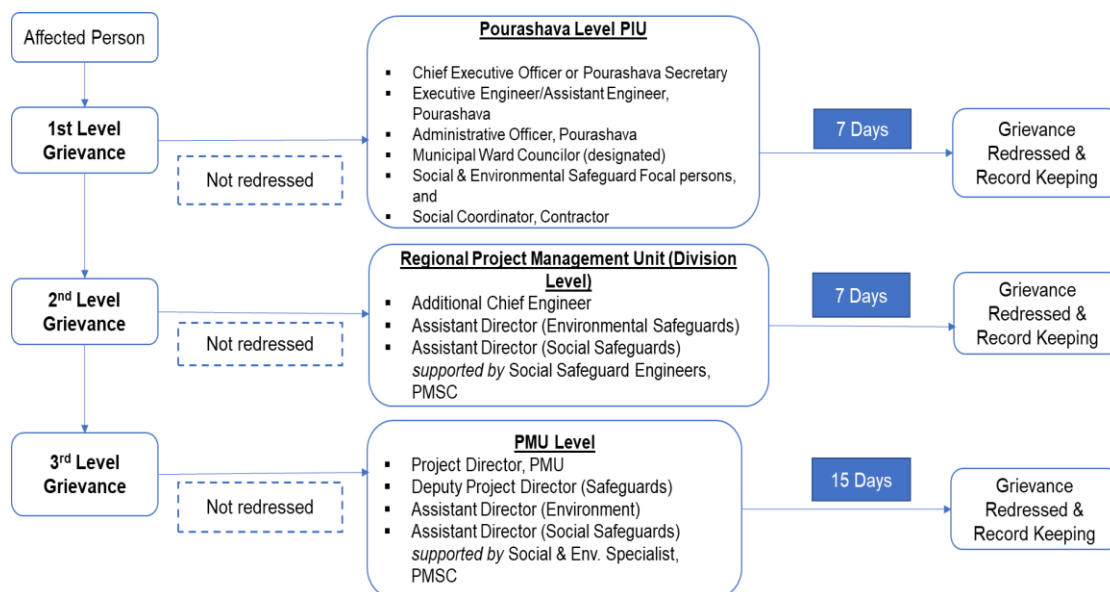 Affected Person
1st Level
Grievance
Not redressed
Pourashava Level PIU
▪ Chief Executive Officer or Pourashava Secretary
▪ Executive Engineer/Assistant Engineer,
Pourashava
▪ Administrative Officer, Pourashava
▪ Municipal Ward Councilor (designated)
▪ Social & Environmental Safeguard Focal persons,
and
▪ Social Coordinator, Contractor
7 Days
Grievance
Redressed &
Record Keeping
2nd Level
Grievance
Not redressed
Regional Project Management Unit (Division
Level)
▪ Additional Chief Engineer
▪ Assistant Director (Environmental Safeguards)
▪ Assistant Director (Social Safeguards)
supported by Social Safeguard Engineers,
PMSC
7 Days
Grievance
Redressed &
Record Keeping
3rd Level
Grievance
Not redressed
PMU Level
▪ Project Director, PMU
▪ Deputy Project Director (Safeguards)
▪ Assistant Director (Environment)
▪ Assistant Director (Social Safeguards)
supported by Social & Env. Specialist,
PMSC
15 Days
Grievance
Redressed &
Record Keeping